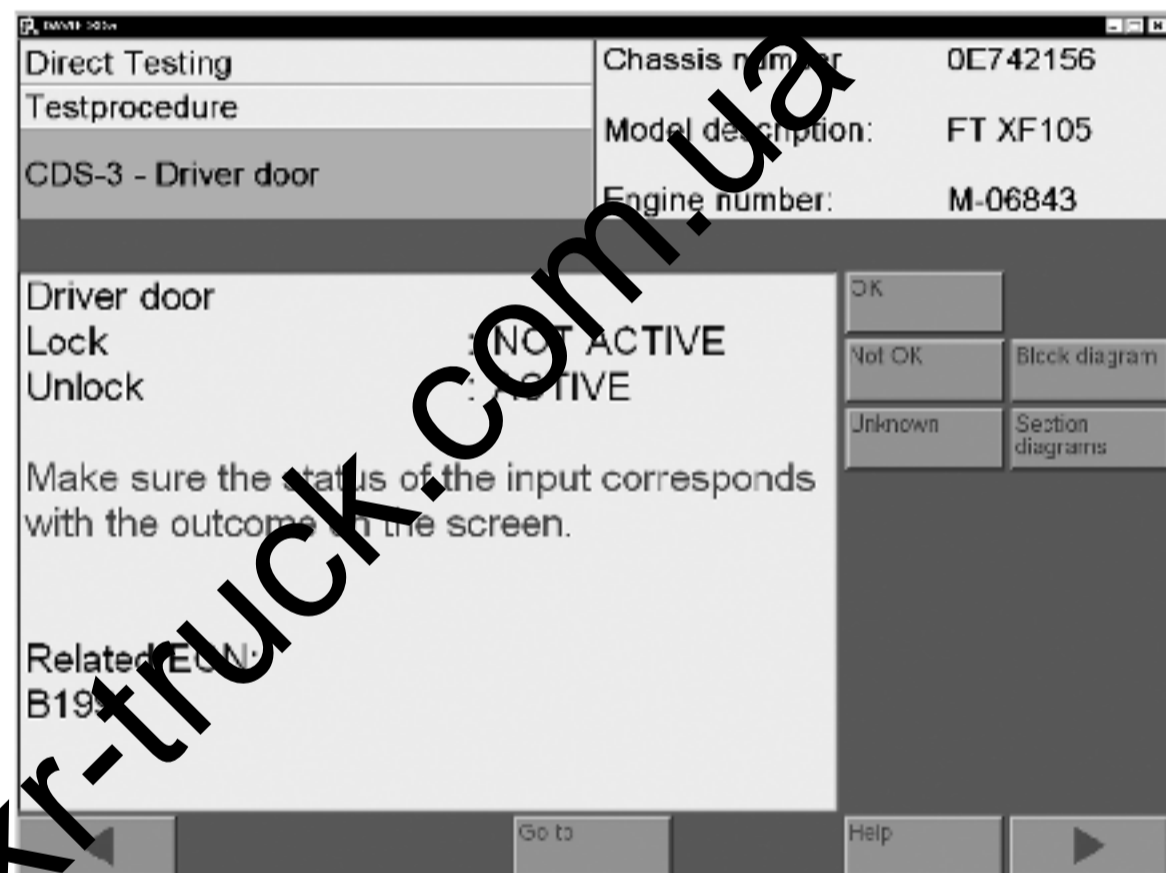 Direct Testing
Testprocedure
CDS-3 - Driver door
Chassis number 0E742156
Model description: FT XF105
Engine number: M-06843
Driver door
Lock : NOT ACTIVE
Unlock : ACTIVE
Make sure the status of the input corresponds
with the outcome on the screen.
Related ECN:
OK
Not OK
Block diagram
Unknown
Section
diagrams
Go to
Help
xr-truck.com.ua